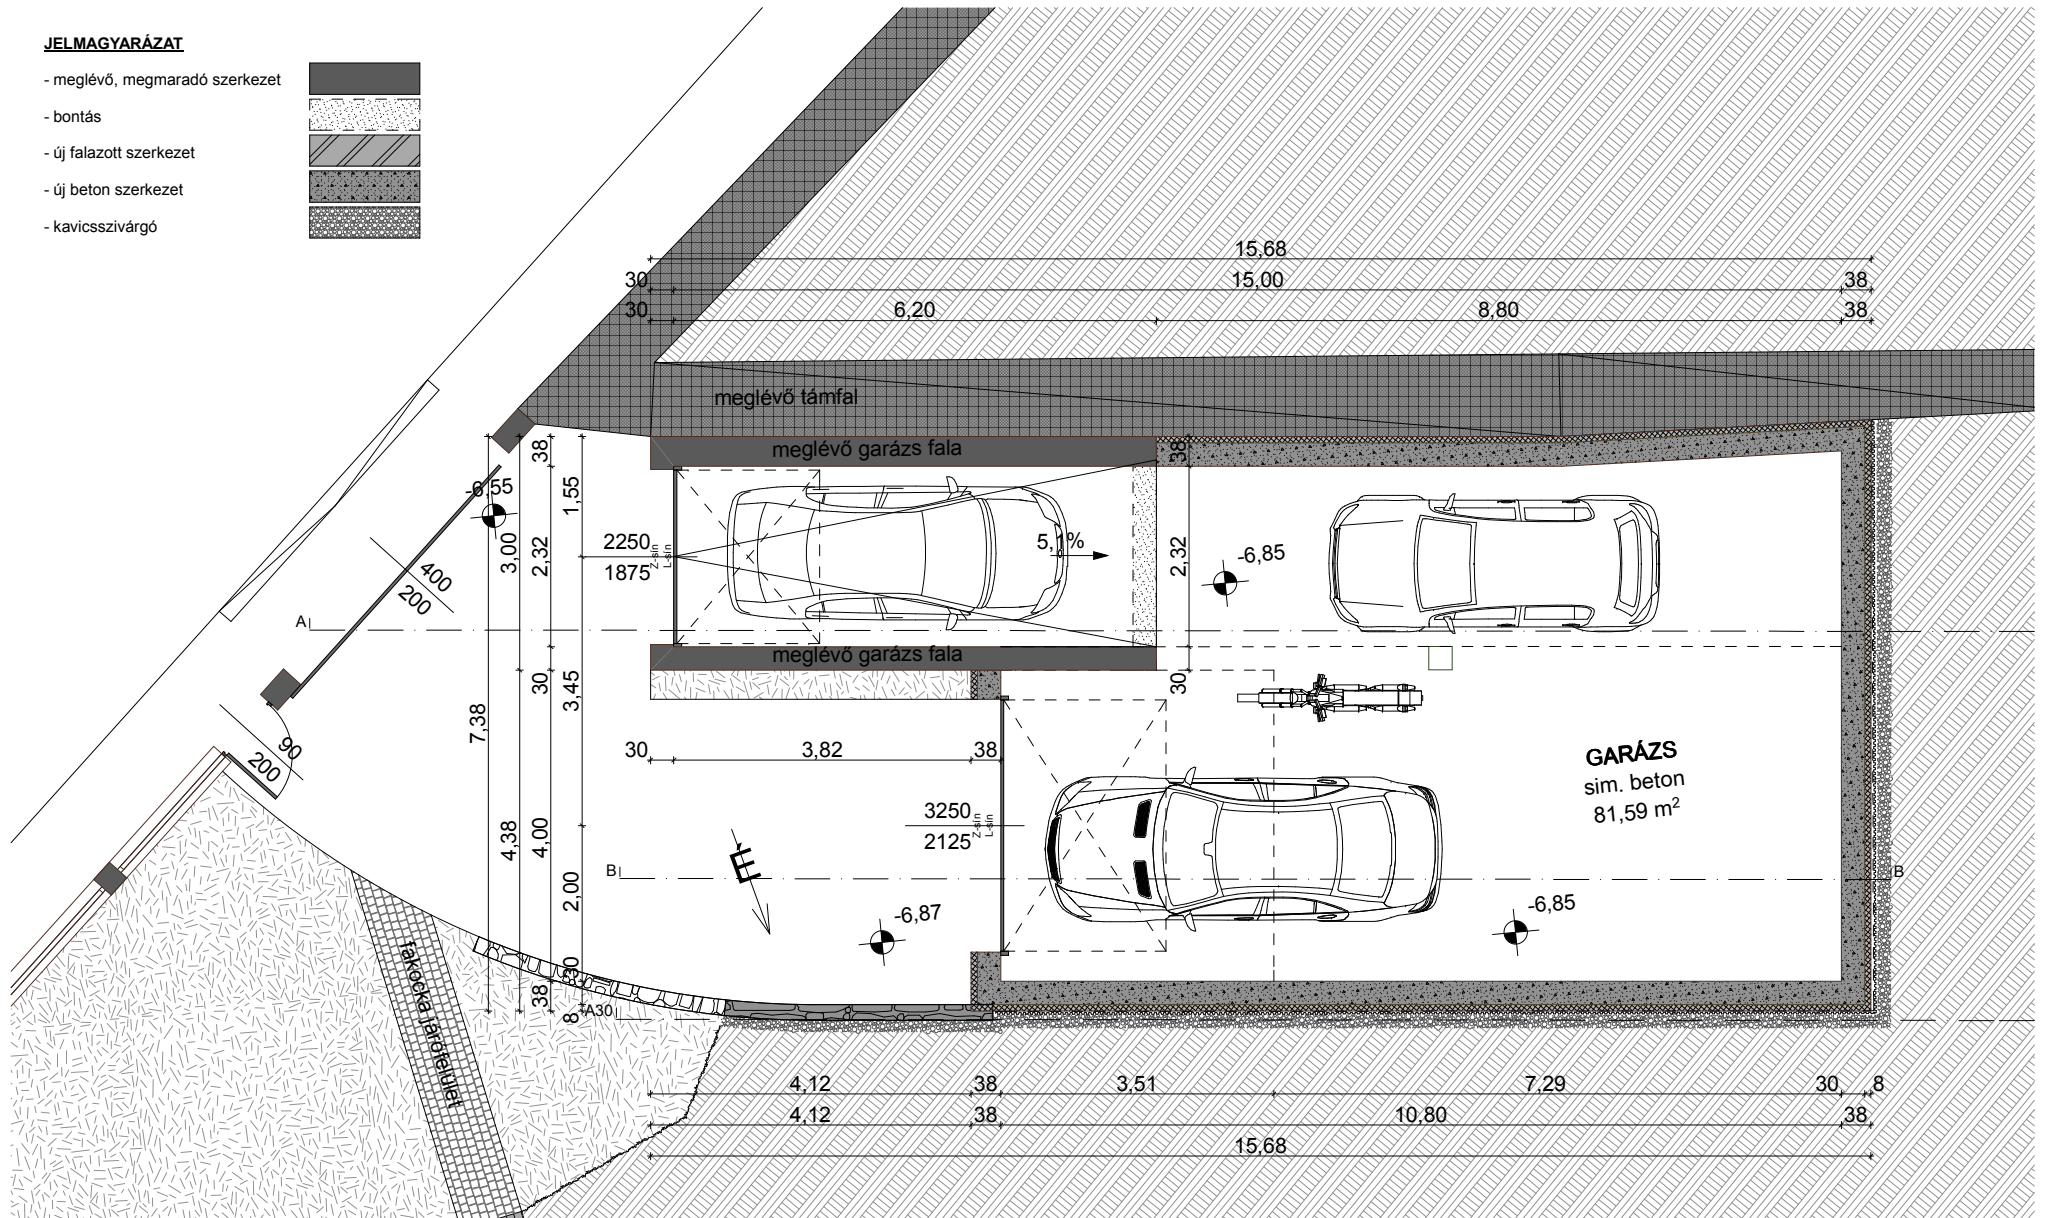 JELMAGYARÁZAT
- meglévő, megmaradó szerkezet
- bontás
- új falazott szerkezet
- új beton szerkezet
- kavicsszivárgó
15,68
30 15,00 38
30 6,20 8,80 38
meglévő támfal
meglévő garázs fala
38
38
-6,55
1,55
3,00
2,32
2250
1875
Z-sín
L-sín
2,32
-6,85
400
200
A
meglévő garázs fala
30
3,45
30
7,38
90
200
30 3,82 38
GARÁZS
sim. beton
81,59 m²
3250
2125
Z-sín
L-sín
4,38
4,00
É
B
B
2,00
-6,87
-6,85
fakocka járófelület
30
38
8
A30
4,12 38 3,51 7,29 30 8
4,12 38 10,80 38
15,68